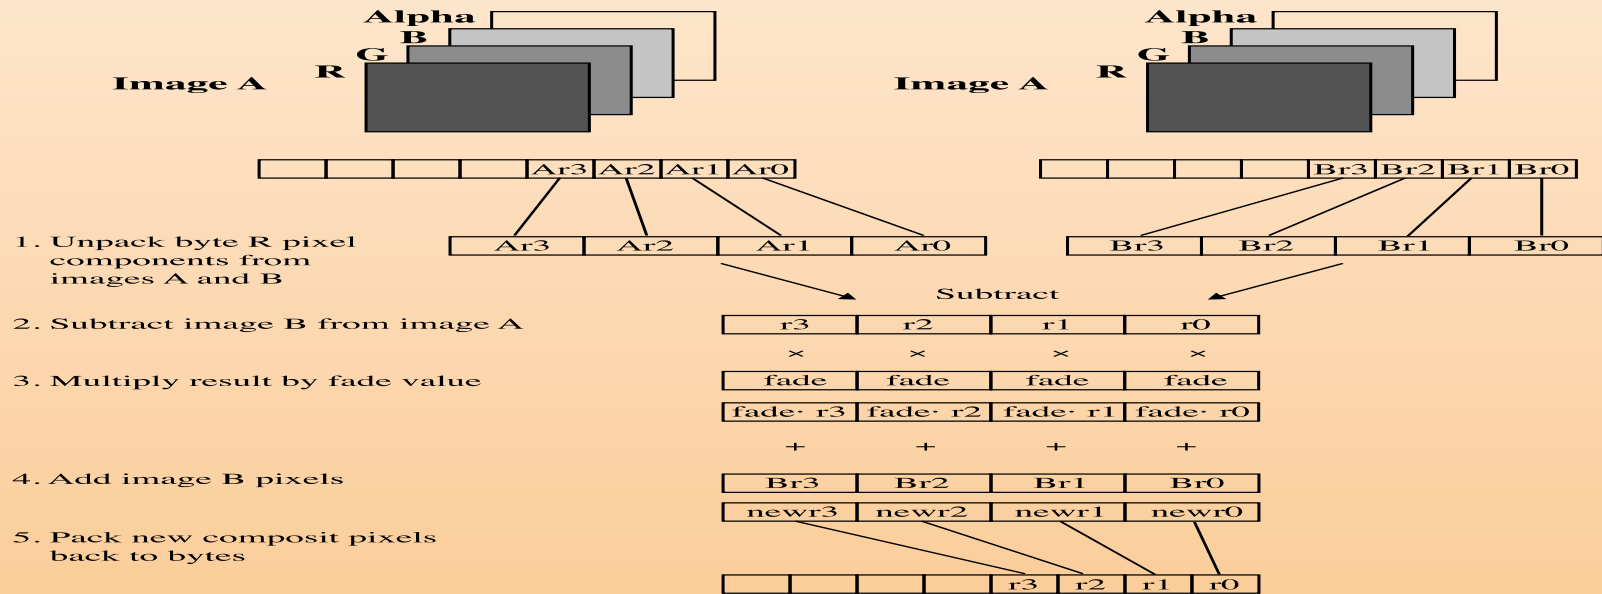 Alpha
B
G
R
Image A
Alpha
B
G
R
Image A
Ar3 Ar2 Ar1 Ar0
Br3 Br2 Br1 Br0
1. Unpack byte R pixel
components from
images A and B
Ar3 Ar2 Ar1 Ar0
Br3 Br2 Br1 Br0
Subtract
2. Subtract image B from image A
r3 r2 r1 r0
× × × ×
3. Multiply result by fade value
fade fade fade fade
fade· r3 fade· r2 fade· r1 fade· r0
+ + + +
4. Add image B pixels
Br3 Br2 Br1 Br0
newr3 newr2 newr1 newr0
5. Pack new composit pixels
back to bytes
r3 r2 r1 r0